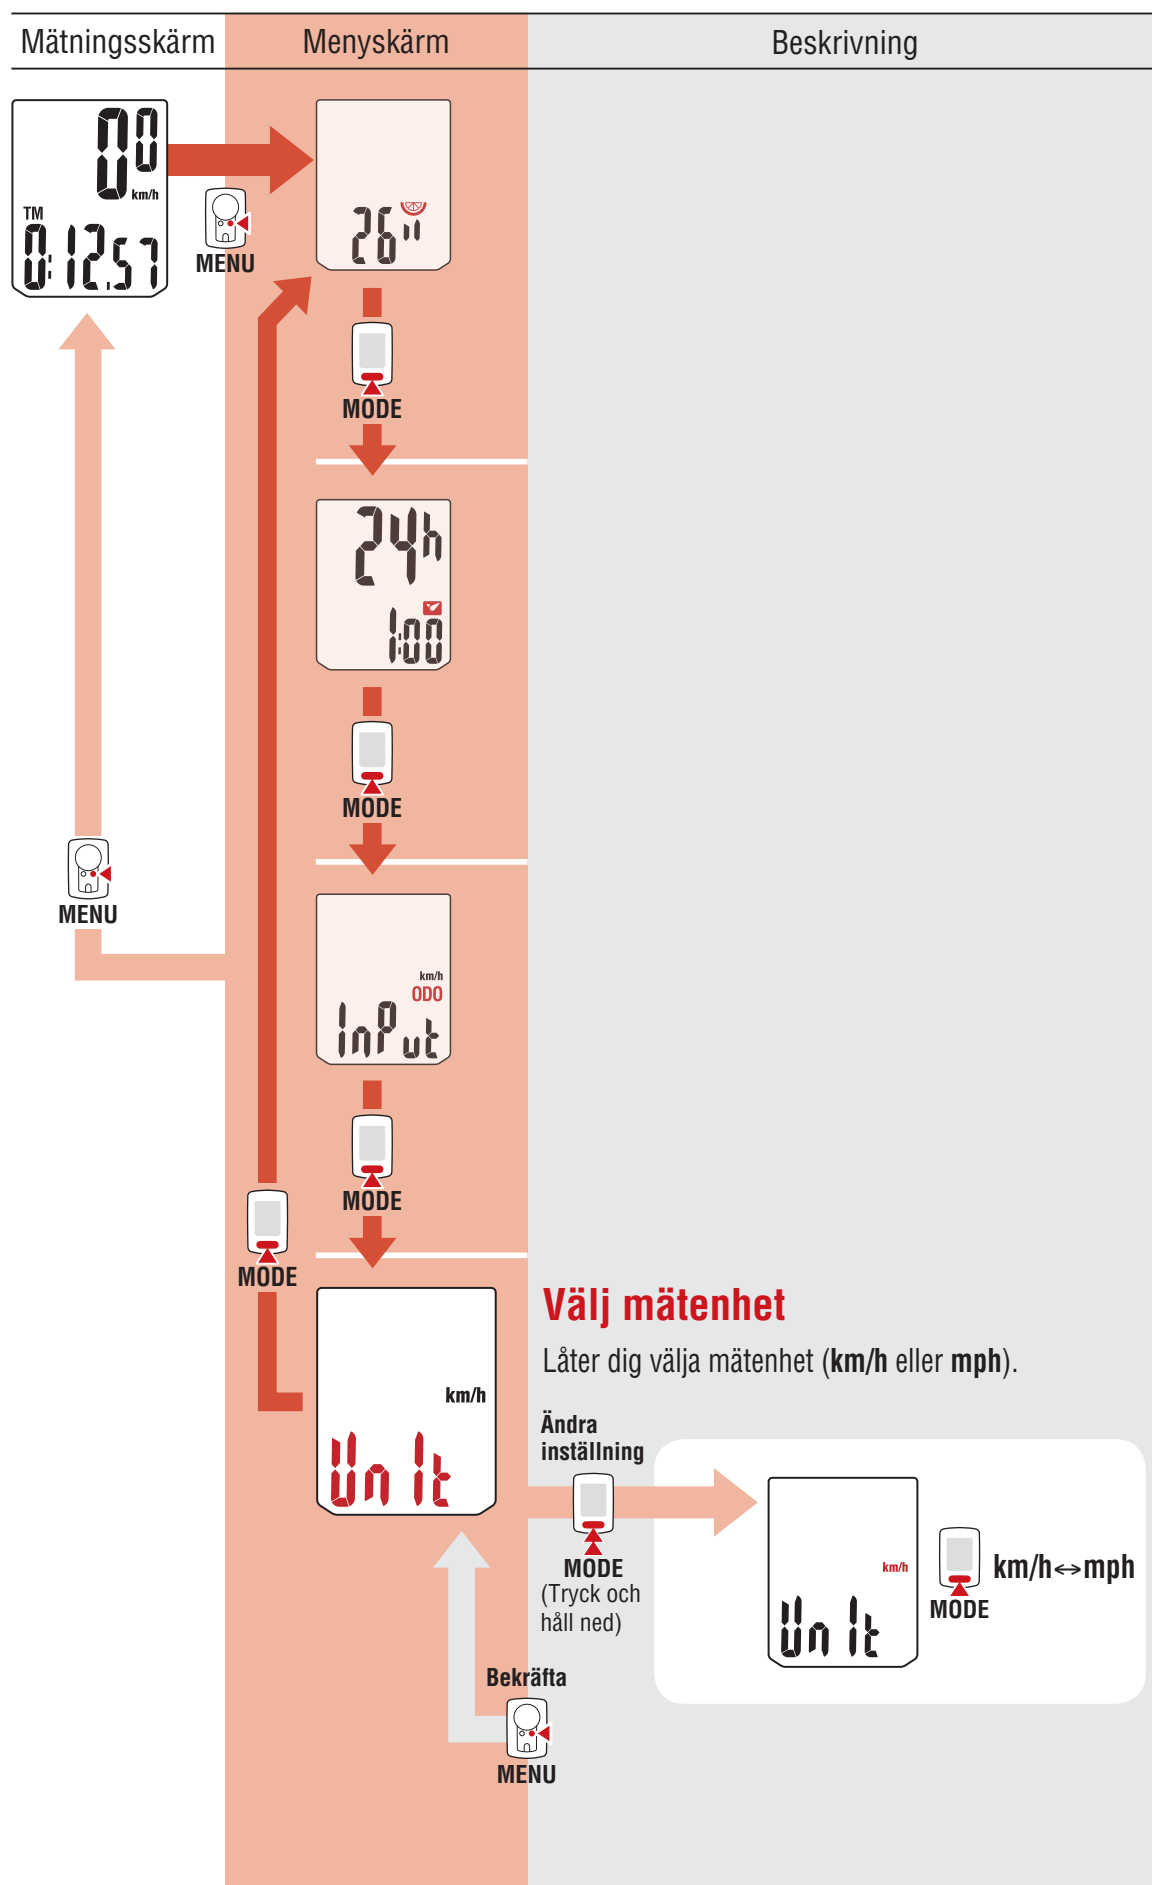 Mätningsskärm
Menyskärm
Beskrivning
00
km/h
TM
0:12.57
MENU
26"
MODE
24h
1:00
MODE
MENU
km/h
ODO
InPut
MODE
MODE
Välj mätenhet
Låter dig välja mätenhet (km/h eller mph).
km/h
Unit
Ändra
inställning
MODE
(Tryck och
håll ned)
km/h
Unit
MODE
km/h↔mph
Bekräfta
MENU